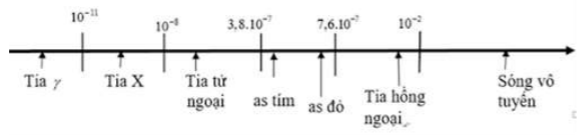 10⁻¹¹
10⁻⁸
3,8.10⁻⁷
7,6.10⁻⁷
10⁻²
Tia γ
Tia X
Tia tử
ngoại
as tím
as đỏ
Tia hồng
ngoại
Sóng vô
tuyến